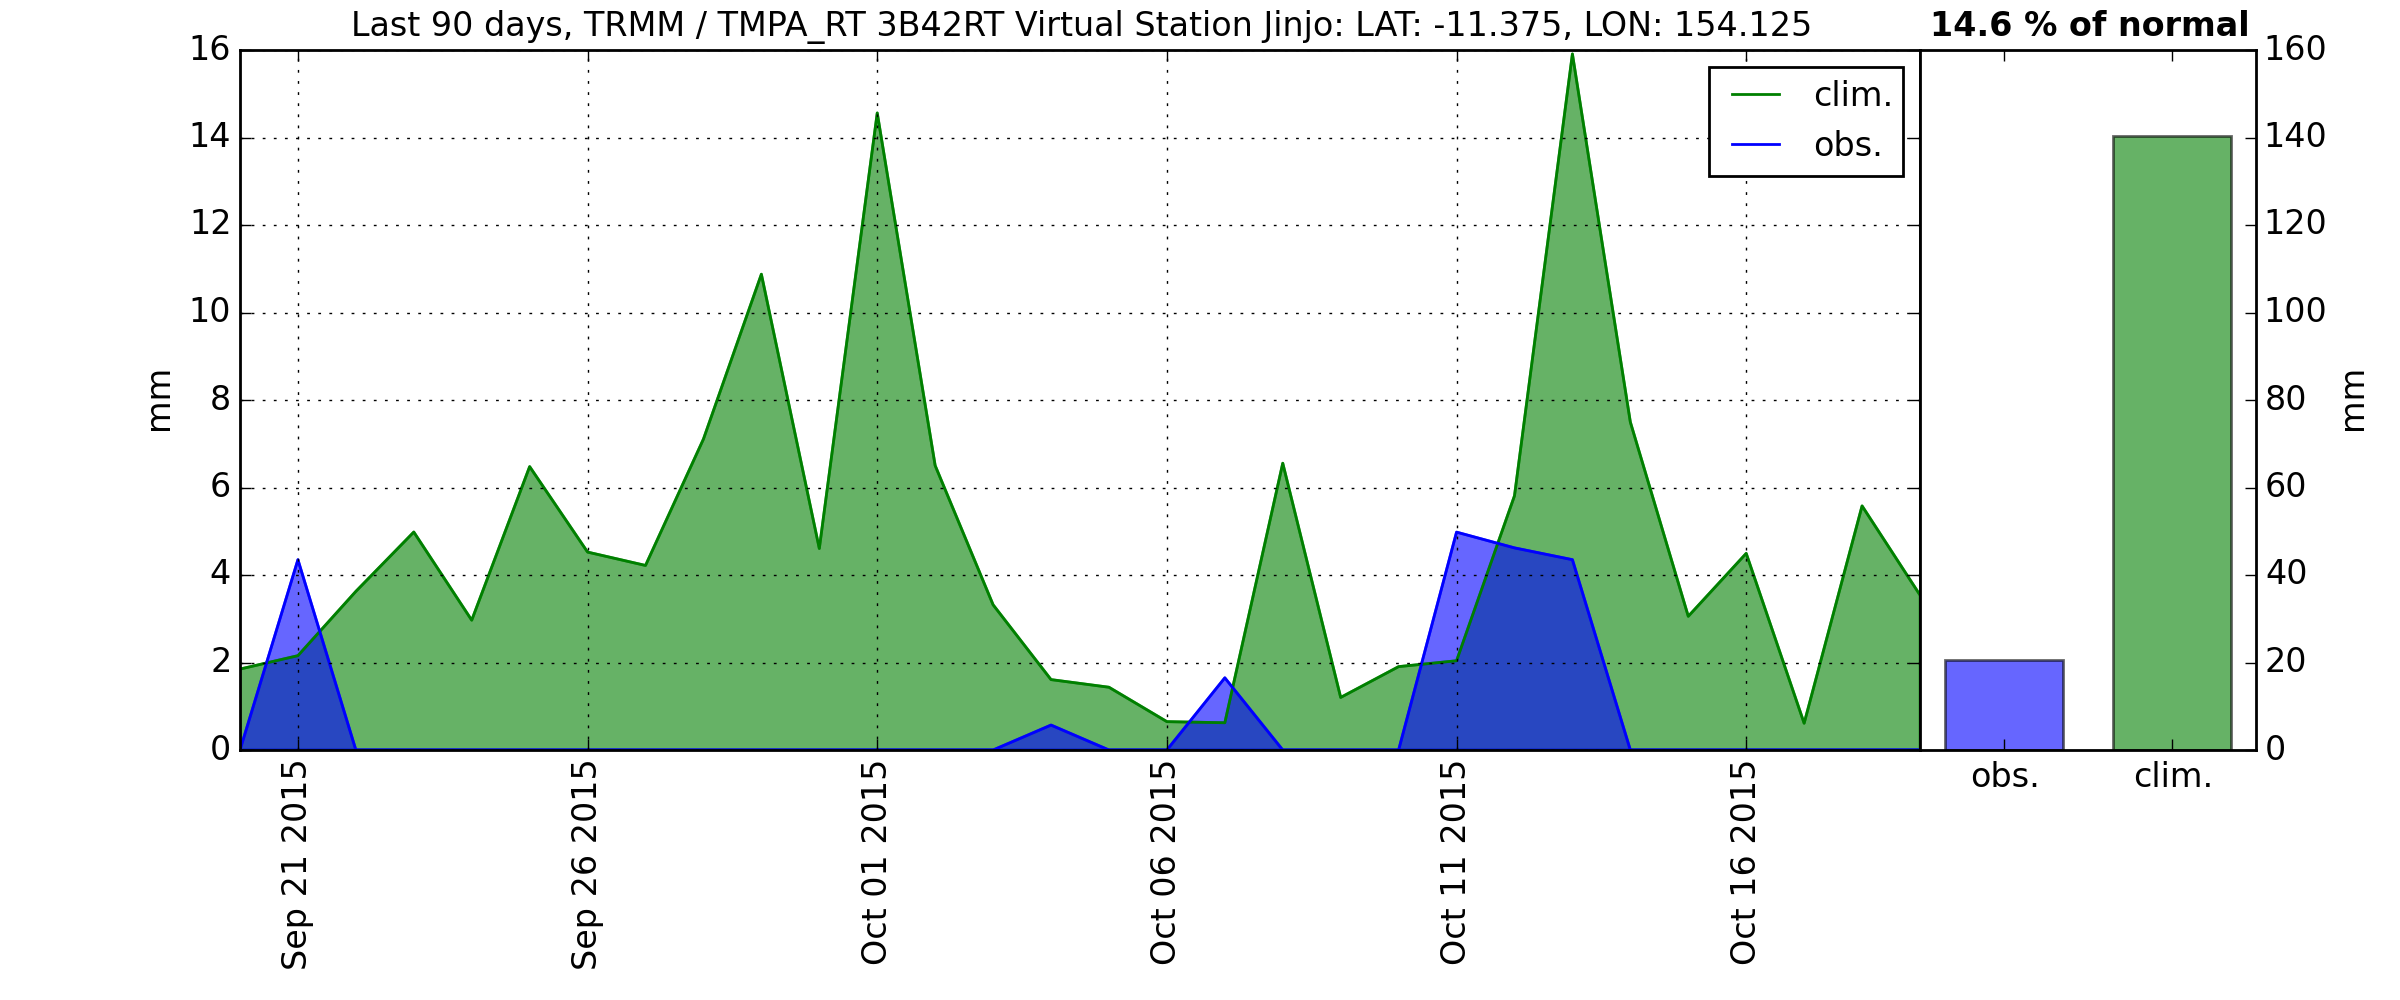 Last 90 days, TRMM / TMPA_RT 3B42RT Virtual Station Jinjo: LAT: -11.375, LON: 154.125
14.6 % of normal
16
14
12
10
8
6
4
2
0
mm
clim.
obs.
160
140
120
100
80
60
40
20
0
mm
Sep 21 2015
Sep 26 2015
Oct 01 2015
Oct 06 2015
Oct 11 2015
Oct 16 2015
obs.
clim.